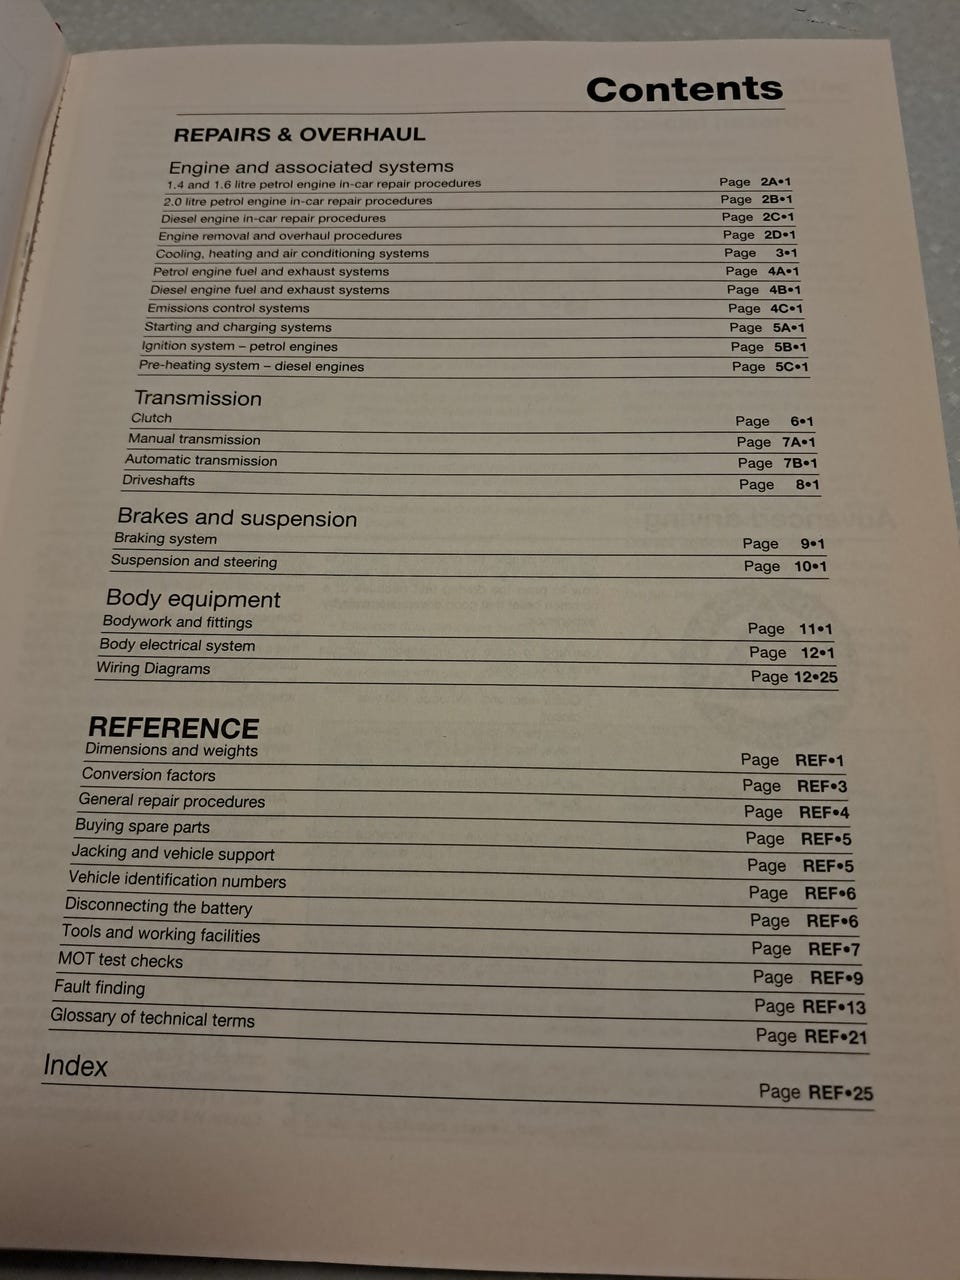 Contents
REPAIRS & OVERHAUL
Engine and associated systems
1.4 and 1.6 litre petrol engine in-car repair procedures Page 2A•1
2.0 litre petrol engine in-car repair procedures Page 2B•1
Diesel engine in-car repair procedures Page 2C•1
Engine removal and overhaul procedures Page 2D•1
Cooling, heating and air conditioning systems Page 3•1
Petrol engine fuel and exhaust systems Page 4A•1
Diesel engine fuel and exhaust systems Page 4B•1
Emissions control systems Page 4C•1
Starting and charging systems Page 5A•1
Ignition system – petrol engines Page 5B•1
Pre-heating system – diesel engines Page 5C•1
Transmission
Clutch Page 6•1
Manual transmission Page 7A•1
Automatic transmission Page 7B•1
Driveshafts Page 8•1
Brakes and suspension
Braking system Page 9•1
Suspension and steering Page 10•1
Body equipment
Bodywork and fittings Page 11•1
Body electrical system Page 12•1
Wiring Diagrams Page 12•25
REFERENCE
Dimensions and weights Page REF•1
Conversion factors Page REF•3
General repair procedures Page REF•4
Buying spare parts Page REF•5
Jacking and vehicle support Page REF•5
Vehicle identification numbers Page REF•6
Disconnecting the battery Page REF•6
Tools and working facilities Page REF•7
MOT test checks Page REF•9
Fault finding Page REF•13
Glossary of technical terms Page REF•21
Index Page REF•25